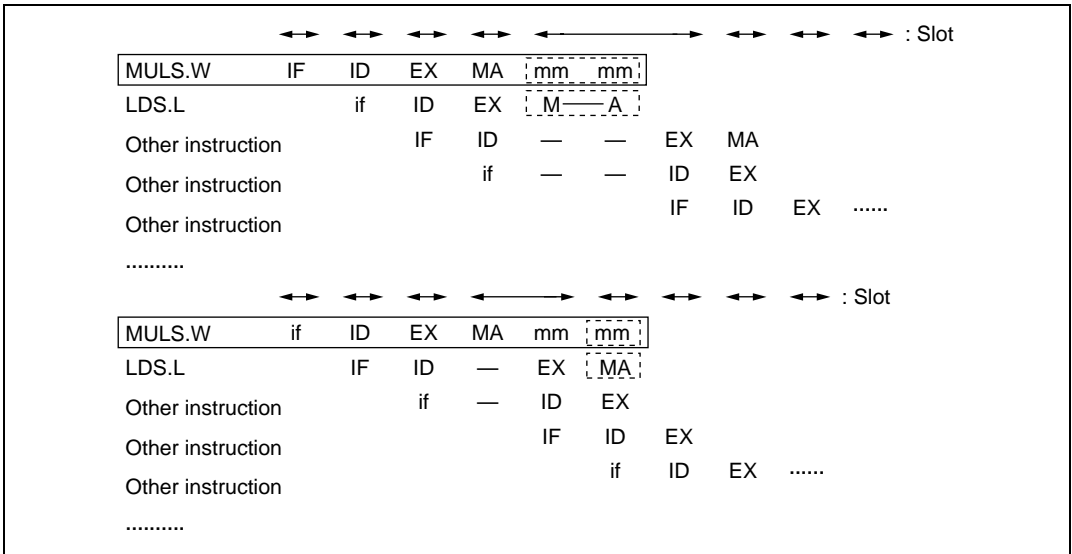 : Slot
MULS.W IF ID EX MA mm mm
LDS.L if ID EX M — A
Other instruction IF ID — — EX MA
Other instruction if — — ID EX
Other instruction IF ID EX ......
..........
: Slot
MULS.W if ID EX MA mm mm
LDS.L IF ID — EX MA
Other instruction if — ID EX
Other instruction IF ID EX
Other instruction if ID EX ......
..........